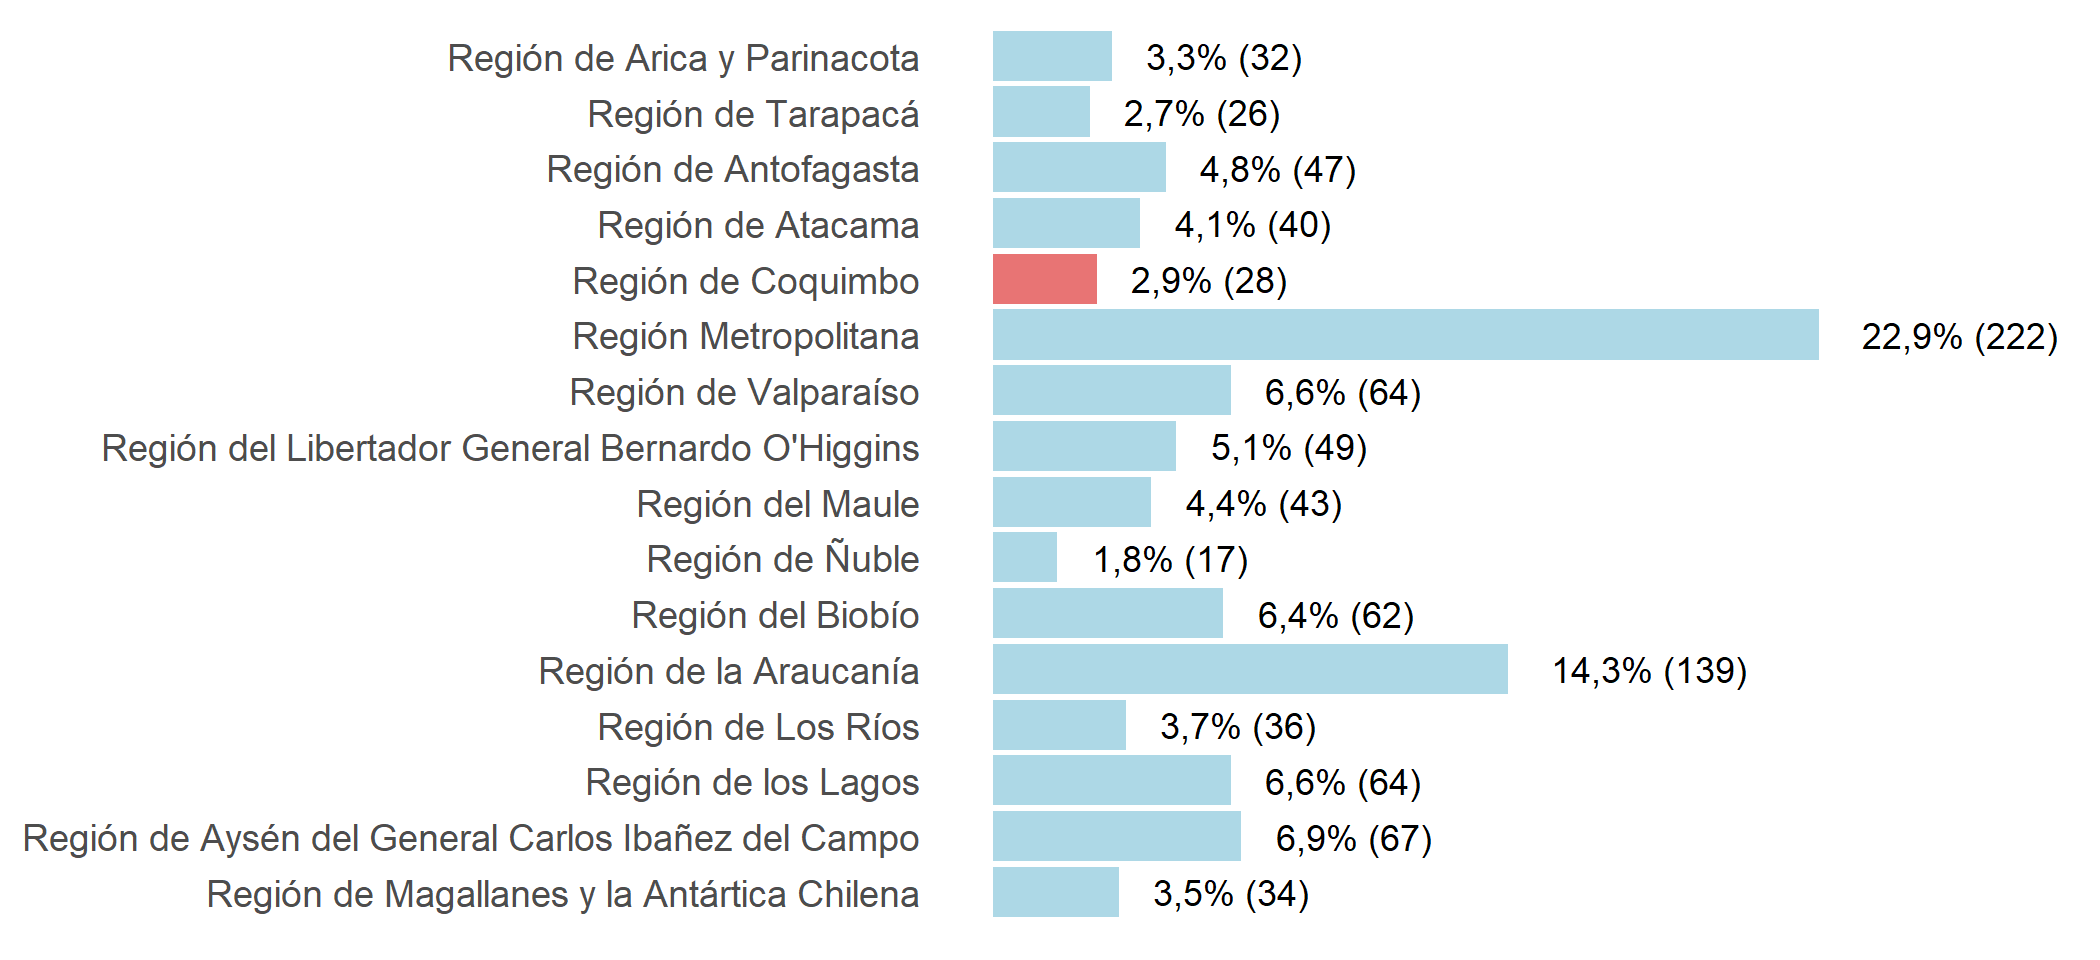 Región de Arica y Parinacota 3,3% (32)
Región de Tarapacá 2,7% (26)
Región de Antofagasta 4,8% (47)
Región de Atacama 4,1% (40)
Región de Coquimbo 2,9% (28)
Región Metropolitana 22,9% (222)
Región de Valparaíso 6,6% (64)
Región del Libertador General Bernardo O'Higgins 5,1% (49)
Región del Maule 4,4% (43)
Región de Ñuble 1,8% (17)
Región del Biobío 6,4% (62)
Región de la Araucanía 14,3% (139)
Región de Los Ríos 3,7% (36)
Región de los Lagos 6,6% (64)
Región de Aysén del General Carlos Ibañez del Campo 6,9% (67)
Región de Magallanes y la Antártica Chilena 3,5% (34)